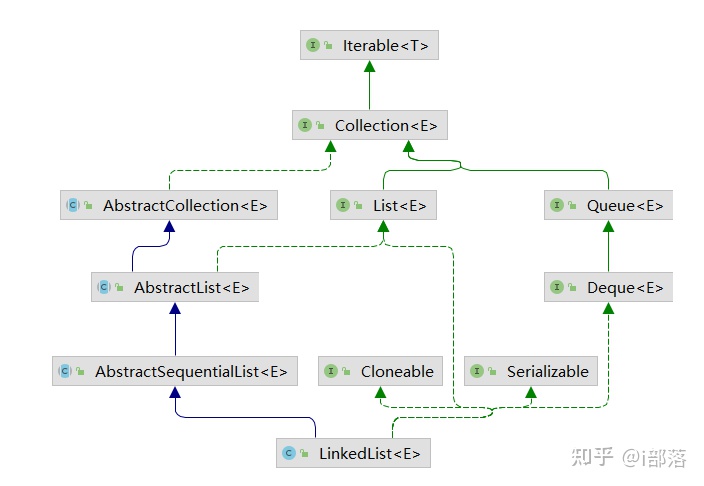 Iterable<T>
Collection<E>
AbstractCollection<E>
List<E>
Queue<E>
AbstractList<E>
Deque<E>
AbstractSequentialList<E>
Cloneable
Serializable
LinkedList<E>
知乎 @i部落